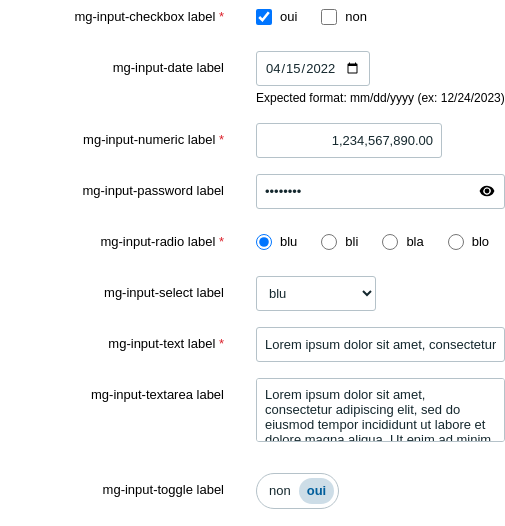 mg-input-checkbox label * oui non
mg-input-date label 04/15/2022
Expected format: mm/dd/yyyy (ex: 12/24/2023)
mg-input-numeric label * 1,234,567,890.00
mg-input-password label ••••••••
mg-input-radio label * blu bli bla blo
mg-input-select label blu
mg-input-text label * Lorem ipsum dolor sit amet, consectetur
mg-input-textarea label Lorem ipsum dolor sit amet,
consectetur adipiscing elit, sed do
eiusmod tempor incididunt ut labore et
dolore magna aliqua. Ut enim ad minim
mg-input-toggle label non oui